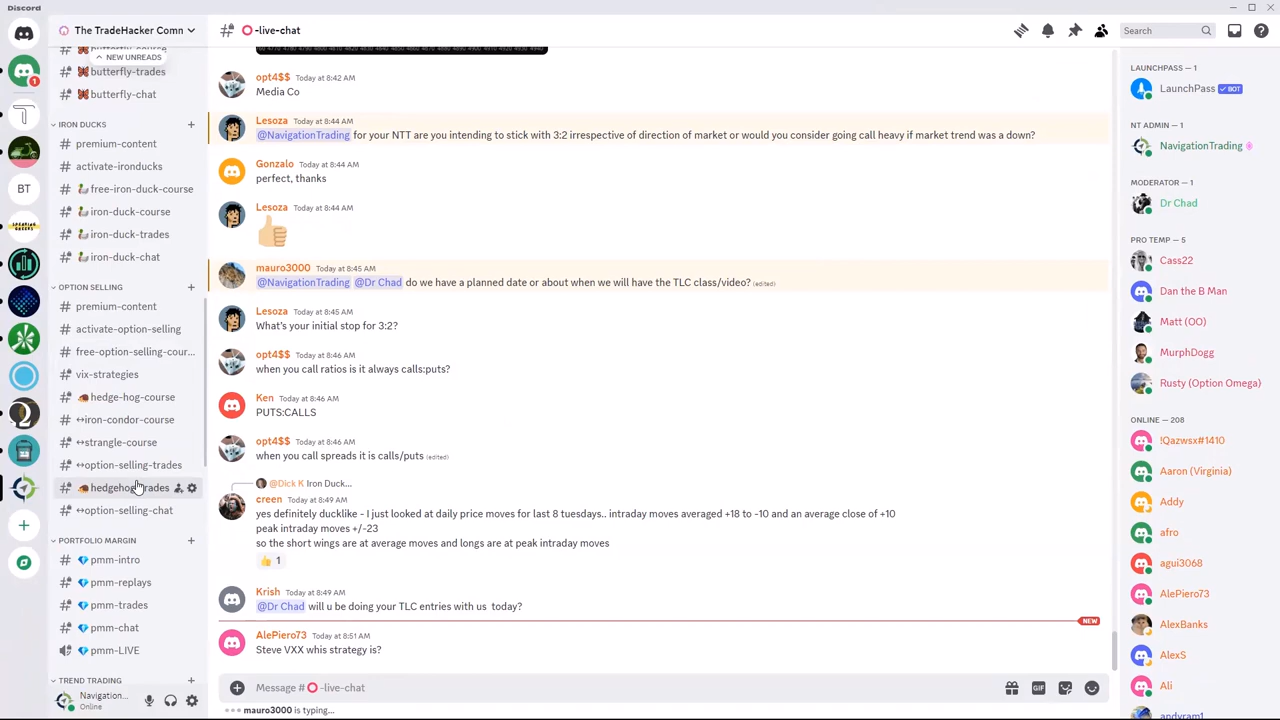 Discord
The TradeHacker Comm
-live-chat
Search
NEW UNREADS
butterfly-trades
butterfly-chat
IRON DUCKS
premium-content
activate-ironducks
free-iron-duck-course
iron-duck-course
iron-duck-trades
iron-duck-chat
OPTION SELLING
premium-content
activate-option-selling
free-option-selling-cour...
vix-strategies
hedge-hog-course
↔iron-condor-course
↔strangle-course
↔option-selling-trades
hedgehog-trades
↔option-selling-chat
PORTFOLIO MARGIN
pmm-intro
pmm-replays
pmm-trades
pmm-chat
pmm-LIVE
TREND TRADING
Navigation...
Online
BT
1
opt4$$ Today at 8:42 AM
Media Co
Lesoza Today at 8:44 AM
@NavigationTrading for your NTT are you intending to stick with 3:2 irrespective of direction of market or would you consider going call heavy if market trend was a down?
Gonzalo Today at 8:44 AM
perfect, thanks
Lesoza Today at 8:44 AM
mauro3000 Today at 8:45 AM
@NavigationTrading @Dr Chad do we have a planned date or about when we will have the TLC class/video? (edited)
Lesoza Today at 8:45 AM
What's your initial stop for 3:2?
opt4$$ Today at 8:46 AM
when you call ratios is it always calls:puts?
Ken Today at 8:46 AM
PUTS:CALLS
opt4$$ Today at 8:46 AM
when you call spreads it is calls/puts (edited)
@Dick K Iron Duck...
creen Today at 8:49 AM
yes definitely ducklike - I just looked at daily price moves for last 8 tuesdays.. intraday moves averaged +18 to -10 and an average close of +10
peak intraday moves +/-23
so the short wings are at average moves and longs are at peak intraday moves
1
Krish Today at 8:49 AM
@Dr Chad will u be doing your TLC entries with us today?
NEW
AlePiero73 Today at 8:51 AM
Steve VXX whis strategy is?
Message # -live-chat
GIF
mauro3000 is typing...
LAUNCHPASS — 1
LaunchPass ✓ BOT
NT ADMIN — 1
NavigationTrading
MODERATOR — 1
Dr Chad
PRO TEMP — 5
Cass22
Dan the B Man
Matt (OO)
MurphDogg
Rusty (Option Omega)
ONLINE — 208
!Qazwsx#1410
Aaron (Virginia)
Addy
afro
agui3068
AlePiero73
AlexBanks
AlexS
Ali
andyram1